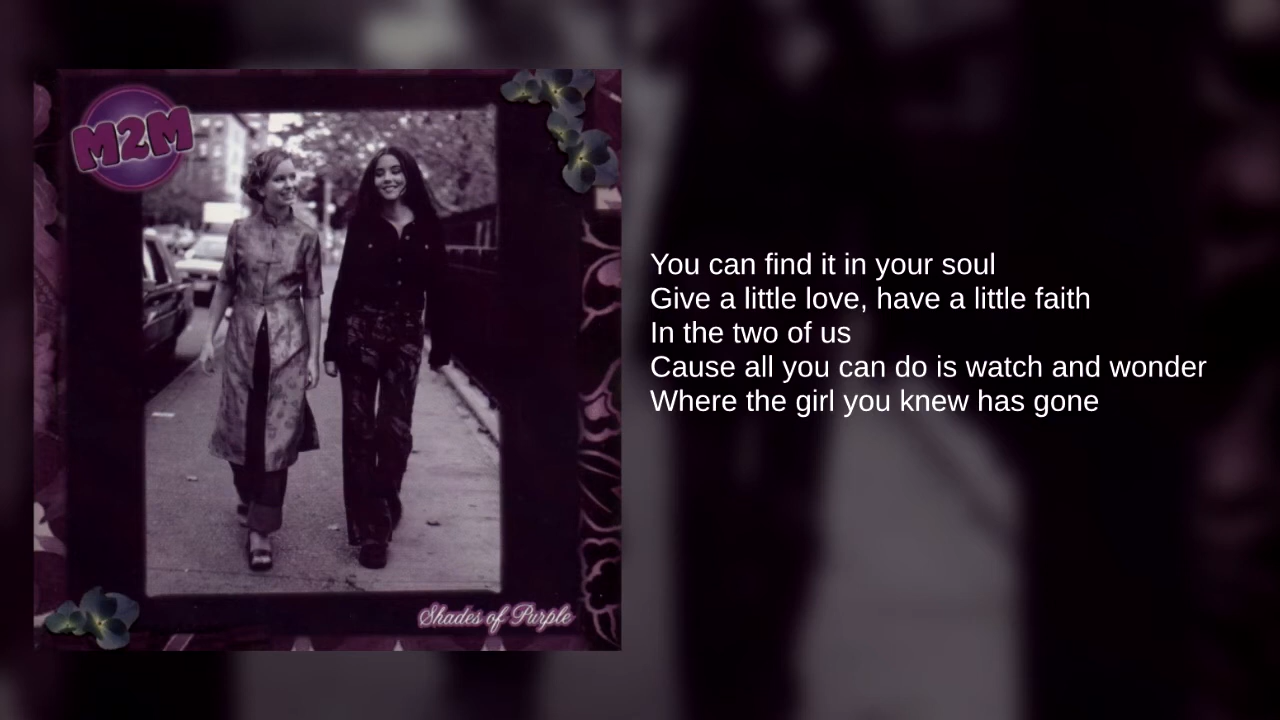 M2M
Shades of Purple
You can find it in your soul
Give a little love, have a little faith
In the two of us
Cause all you can do is watch and wonder
Where the girl you knew has gone